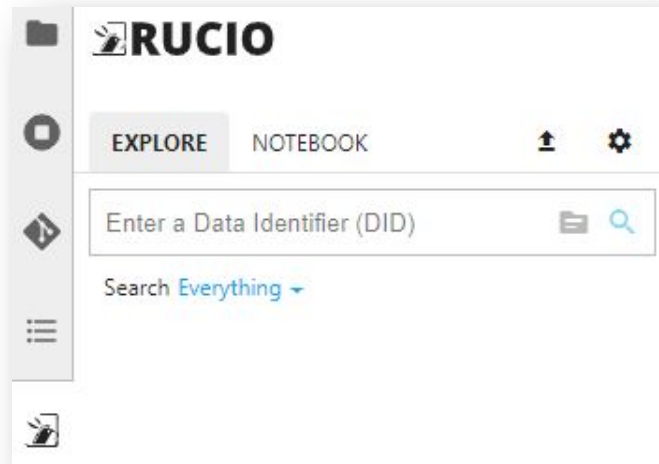 RUCIO
EXPLORE NOTEBOOK
Enter a Data Identifier (DID)
Search Everything